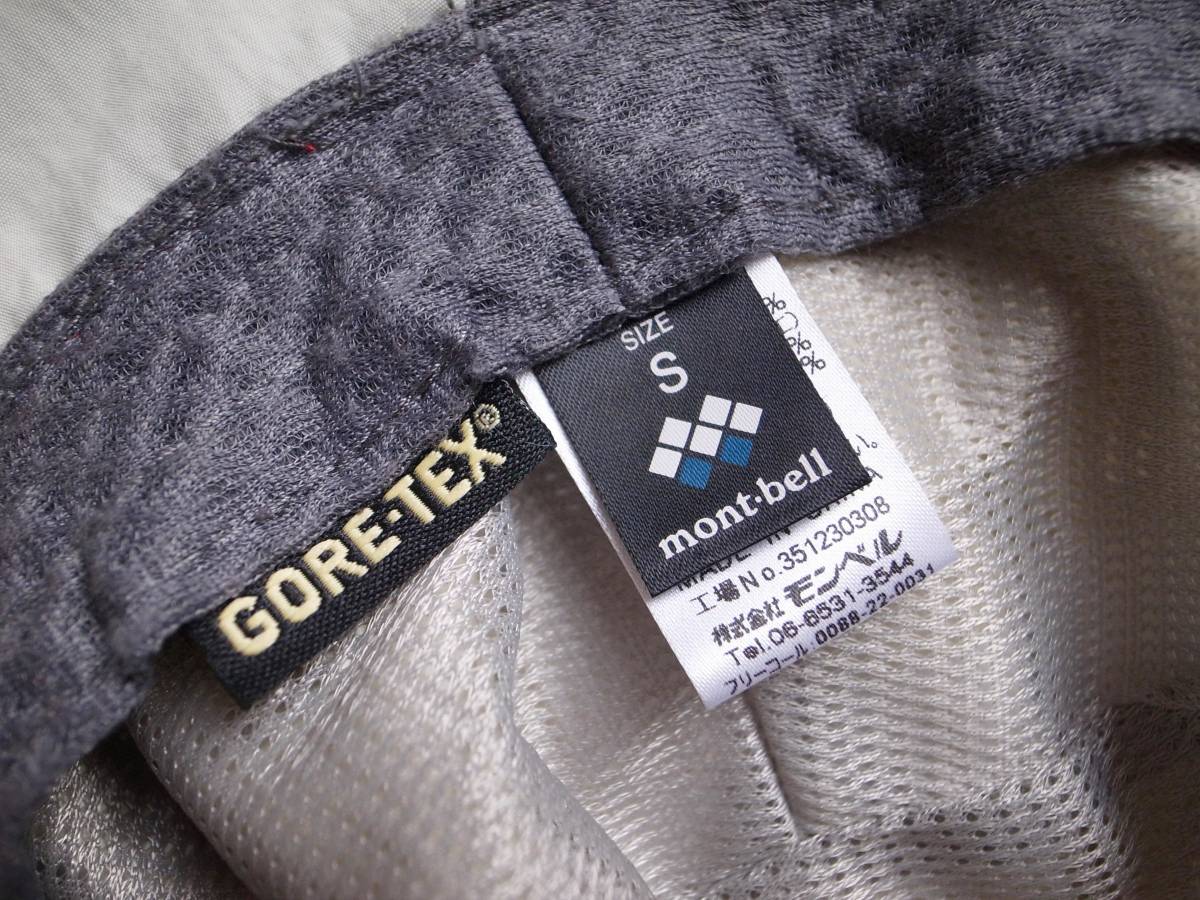 GORE-TEX®
SIZE
S
mont·bell
%
%
%
い。
MADE IN
工場No.351230308
株式会社 モンベル
Tel.06-6531-3544
フリーコール 0088-22-0031